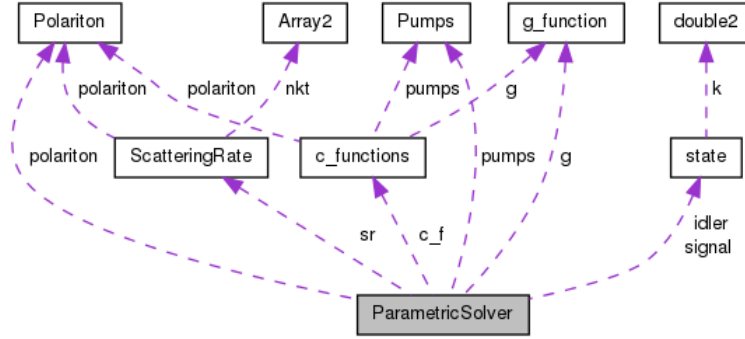 Polariton
Array2
Pumps
g_function
double2
polariton
polariton
nkt
pumps
g
k
polariton
ScatteringRate
c_functions
pumps
g
state
sr
c_f
idler
signal
ParametricSolver